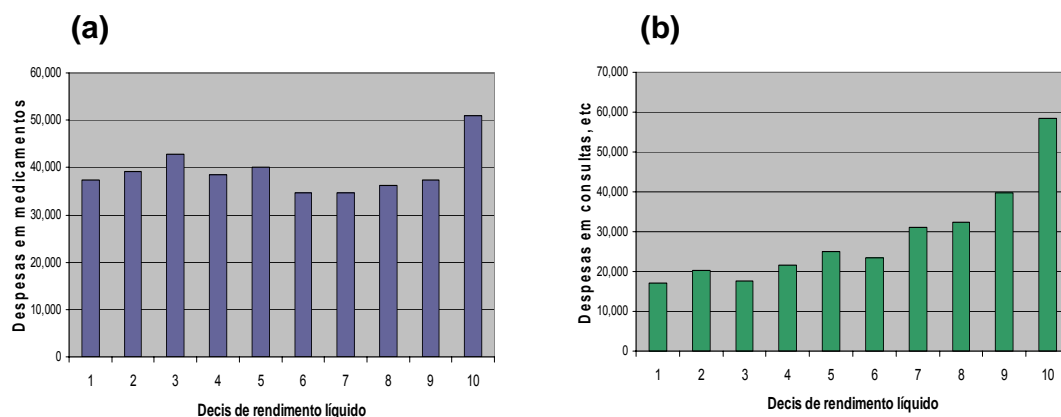 (a)
Despesas em medicamentos
60,000
50,000
40,000
30,000
20,000
10,000
0
1 2 3 4 5 6 7 8 9 10
Decis de rendimento líquido
(b)
Despesas em consultas, etc
70,000
60,000
50,000
40,000
30,000
20,000
10,000
0
1 2 3 4 5 6 7 8 9 10
Decis de rendimento líquido